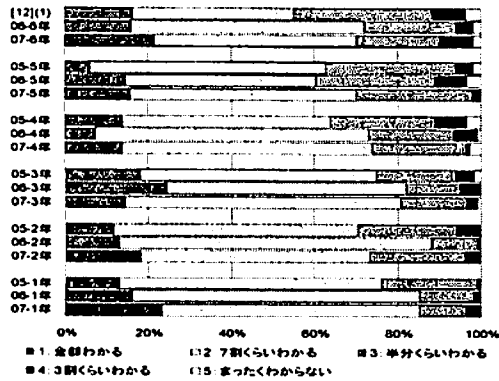 [12](1)
06-6年
07-6年
05-5年
06-5年
07-5年
05-4年
06-4年
07-4年
05-3年
06-3年
07-3年
05-2年
06-2年
07-2年
05-1年
06-1年
07-1年
0% 20% 40% 60% 80% 100%
1: 全部わかる 2 7割くらいわかる 3: 半分くらいわかる
4: 3割くらいわかる 5: まったくわからない